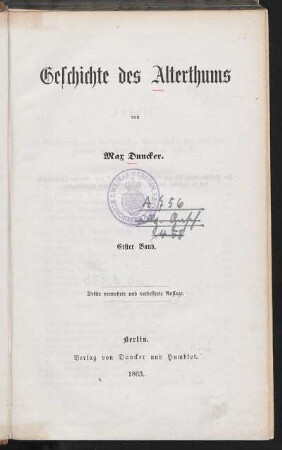 Geschichte des Alterthums
von
Max Duncker.
A 556
Erster Band.
Dritte vermehrte und verbesserte Auflage.
Berlin.
Verlag von Duncker und Humblot.
1863.